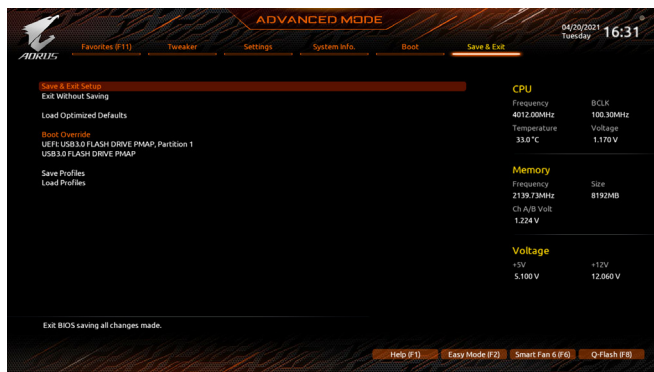 ADVANCED MODE
04/20/2021
Tuesday
16:31
AORUS
Favorites (F11) Tweaker Settings System Info. Boot Save & Exit
Save & Exit Setup
Exit Without Saving
Load Optimized Defaults
Boot Override
UEFI: USB3.0 FLASH DRIVE PMAP, Partition 1
USB3.0 FLASH DRIVE PMAP
Save Profiles
Load Profiles
CPU
Frequency BCLK
4012.00MHz 100.30MHz
Temperature Voltage
33.0 °C 1.170 V
Memory
Frequency Size
2139.73MHz 8192MB
Ch A/B Volt
1.224 V
Voltage
+5V +12V
5.100 V 12.060 V
Exit BIOS saving all changes made.
Help (F1) Easy Mode (F2) Smart Fan 6 (F6) Q-Flash (F8)